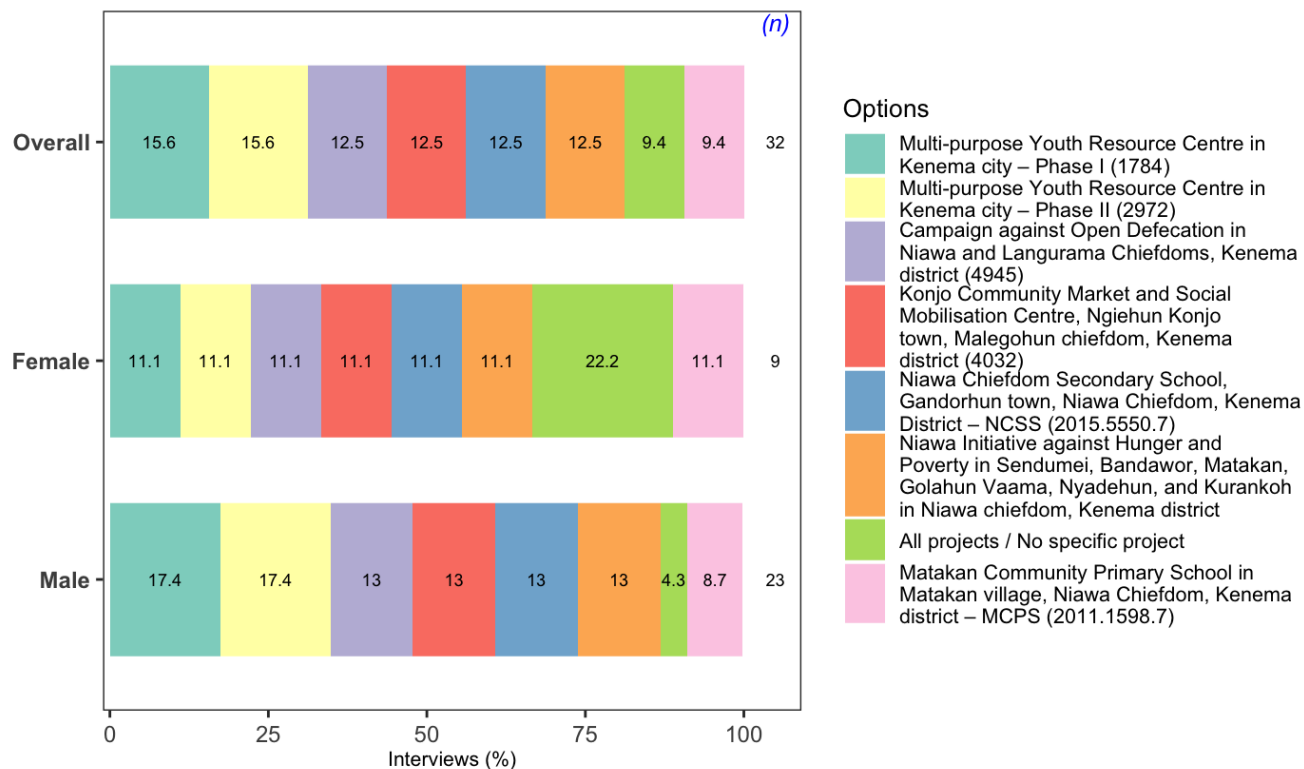 (n)
Overall 15.6 15.6 12.5 12.5 12.5 12.5 9.4 9.4 32
Female 11.1 11.1 11.1 11.1 11.1 11.1 22.2 11.1 9
Male 17.4 17.4 13 13 13 13 4.3 8.7 23
0 25 50 75 100
Interviews (%)
Options
Multi-purpose Youth Resource Centre in
Kenema city – Phase I (1784)
Multi-purpose Youth Resource Centre in
Kenema city – Phase II (2972)
Campaign against Open Defecation in
Niawa and Langurama Chiefdoms, Kenema
district (4945)
Konjo Community Market and Social
Mobilisation Centre, Ngiehun Konjo
town, Malegohun chiefdom, Kenema
district (4032)
Niawa Chiefdom Secondary School,
Gandorhun town, Niawa Chiefdom, Kenema
District – NCSS (2015.5550.7)
Niawa Initiative against Hunger and
Poverty in Sendumei, Bandawor, Matakan,
Golahun Vaama, Nyadehun, and Kurankoh
in Niawa chiefdom, Kenema district
All projects / No specific project
Matakan Community Primary School in
Matakan village, Niawa Chiefdom, Kenema
district – MCPS (2011.1598.7)